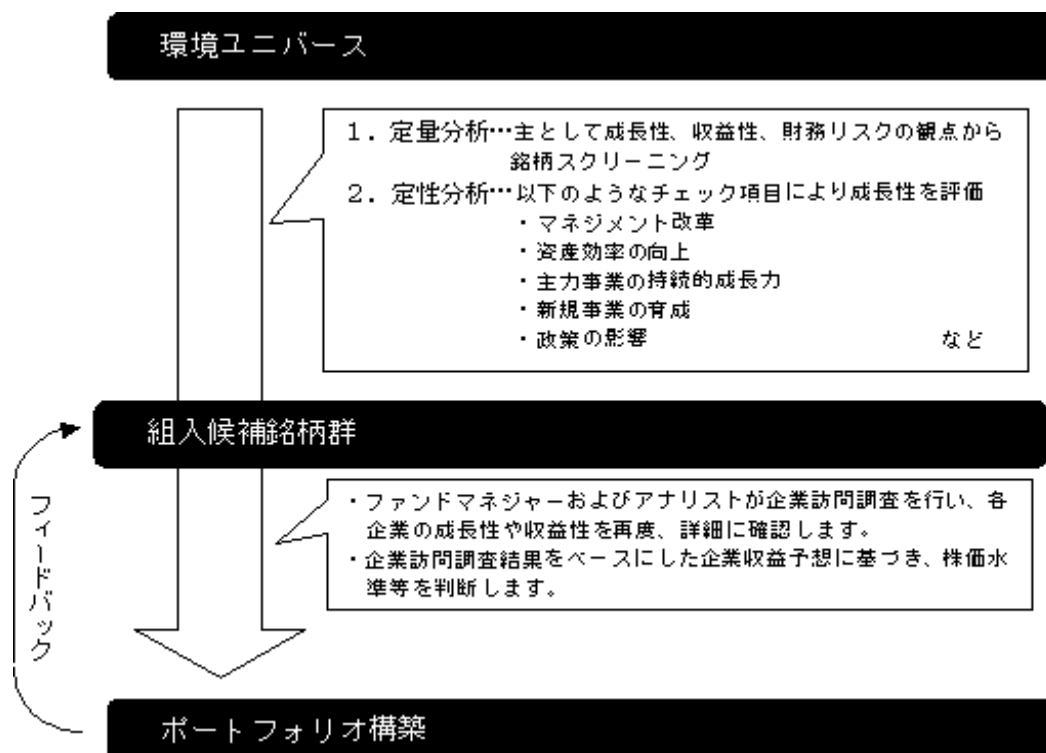 環境ユニバース
1. 定量分析…主として成長性、収益性、財務リスクの観点から
銘柄スクリーニング
2. 定性分析…以下のようなチェック項目により成長性を評価
・マネジメント改革
・資産効率の向上
・主力事業の持続的成長力
・新規事業の育成
・政策の影響 など
組入候補銘柄群
・ファンドマネジャーおよびアナリストが企業訪問調査を行い、各
企業の成長性や収益性を再度、詳細に確認します。
・企業訪問調査結果をベースにした企業収益予想に基づき、株価水
準等を判断します。
フィードバック
ポートフォリオ構築